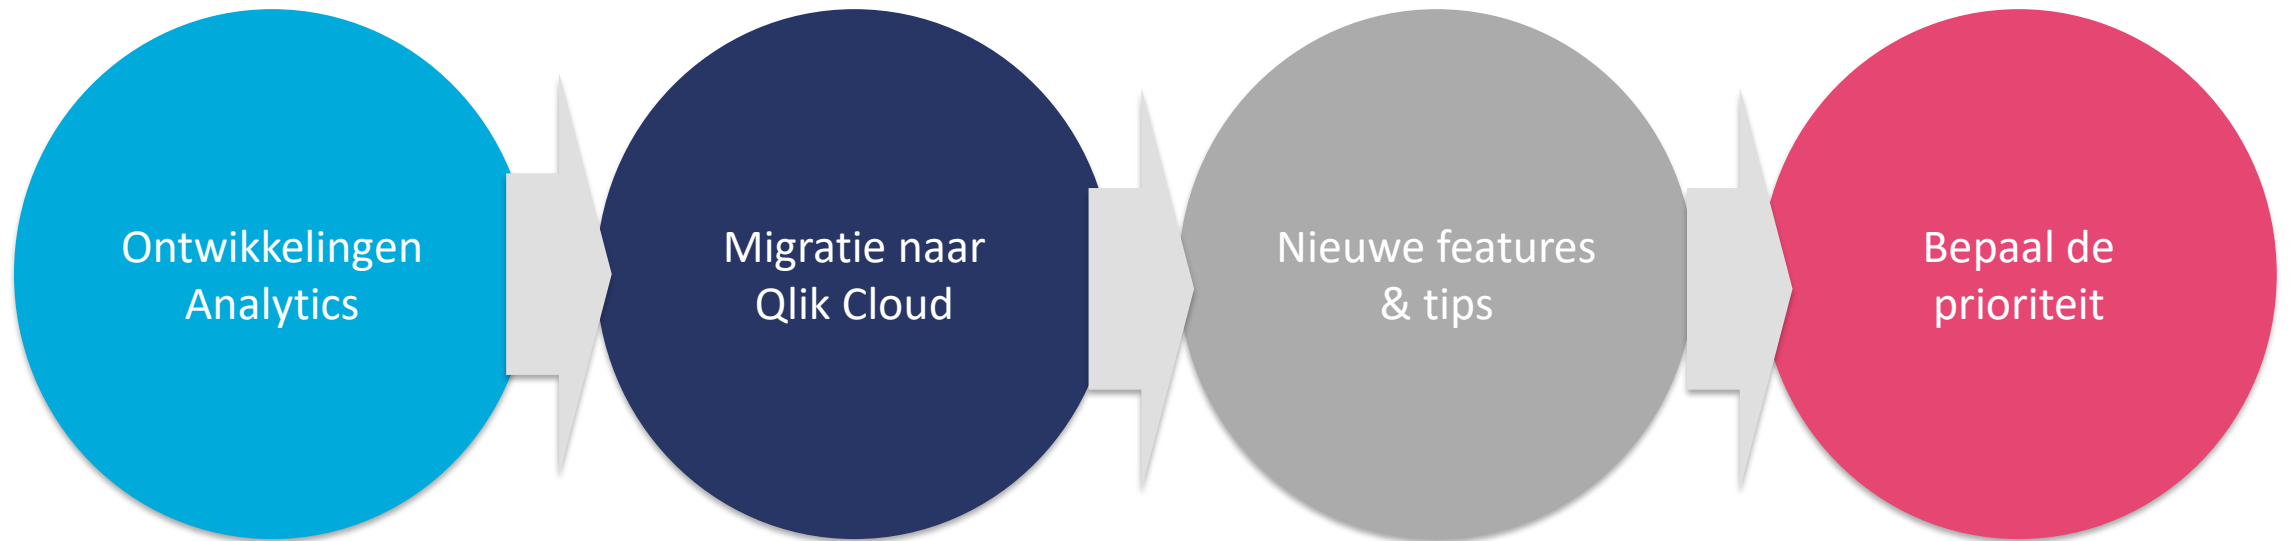 Ontwikkelingen
Analytics
Migratie naar
Qlik Cloud
Nieuwe features
& tips
Bepaal de
prioriteit